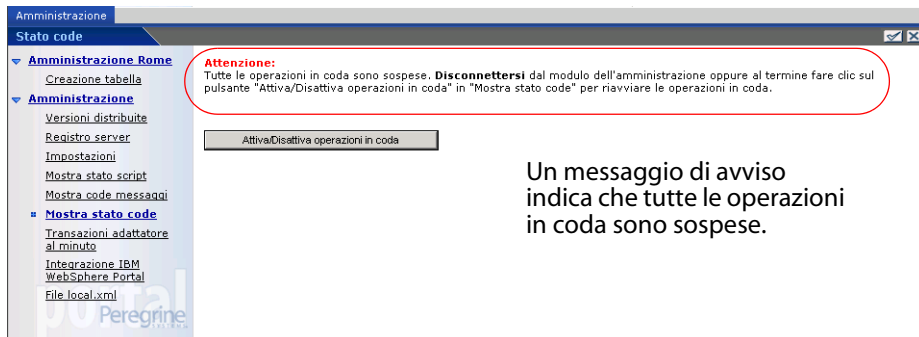 Amministrazione
Stato code
Amministrazione Rome
Creazione tabella
Amministrazione
Versioni distribuite
Registro server
Impostazioni
Mostra stato script
Mostra code messaggi
Mostra stato code
Transazioni adattatore
al minuto
Integrazione IBM
WebSphere Portal
File local.xml
portal
Peregrine
Attenzione:
Tutte le operazioni in coda sono sospese. Disconnettersi dal modulo dell'amministrazione oppure al termine fare clic sul
pulsante "Attiva/Disattiva operazioni in coda" in "Mostra stato code" per riavviare le operazioni in coda.
Attiva/Disattiva operazioni in coda
Un messaggio di avviso
indica che tutte le operazioni
in coda sono sospese.